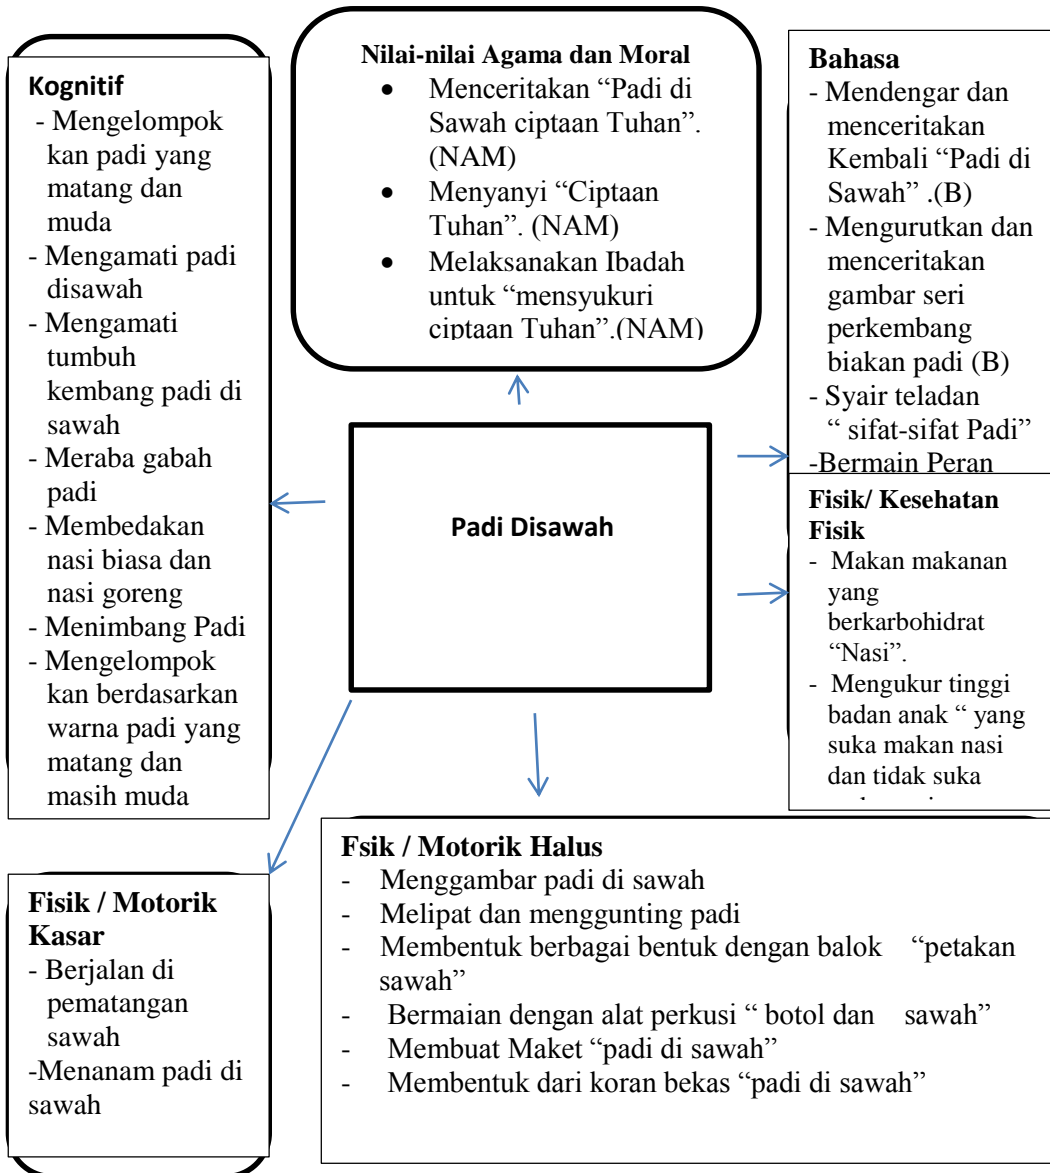 Kognitif
- Mengelompok
kan padi yang
matang dan
muda
- Mengamati padi
disawah
- Mengamati
tumbuh
kembang padi di
sawah
- Meraba gabah
padi
- Membedakan
nasi biasa dan
nasi goreng
- Menimbang Padi
- Mengelompok
kan berdasarkan
warna padi yang
matang dan
masih muda
Nilai-nilai Agama dan Moral
• Menceritakan “Padi di
Sawah ciptaan Tuhan”.
(NAM)
• Menyanyi “Ciptaan
Tuhan”. (NAM)
• Melaksanakan Ibadah
untuk “mensyukuri
ciptaan Tuhan”.(NAM)
Bahasa
- Mendengar dan
menceritakan
Kembali “Padi di
Sawah” .(B)
- Mengurutkan dan
menceritakan
gambar seri
perkembang
biakan padi (B)
- Syair teladan
“ sifat-sifat Padi”
-Bermain Peran
Padi Disawah
Fisik/ Kesehatan
Fisik
- Makan makanan
yang
berkarbohidrat
“Nasi”.
- Mengukur tinggi
badan anak “ yang
suka makan nasi
dan tidak suka
Fisik / Motorik
Kasar
- Berjalan di
pematangan
sawah
-Menanam padi di
sawah
Fsik / Motorik Halus
- Menggambar padi di sawah
- Melipat dan menggunting padi
- Membentuk berbagai bentuk dengan balok “petakan
sawah”
- Bermaian dengan alat perkusi “ botol dan sawah”
- Membuat Maket “padi di sawah”
- Membentuk dari koran bekas “padi di sawah”